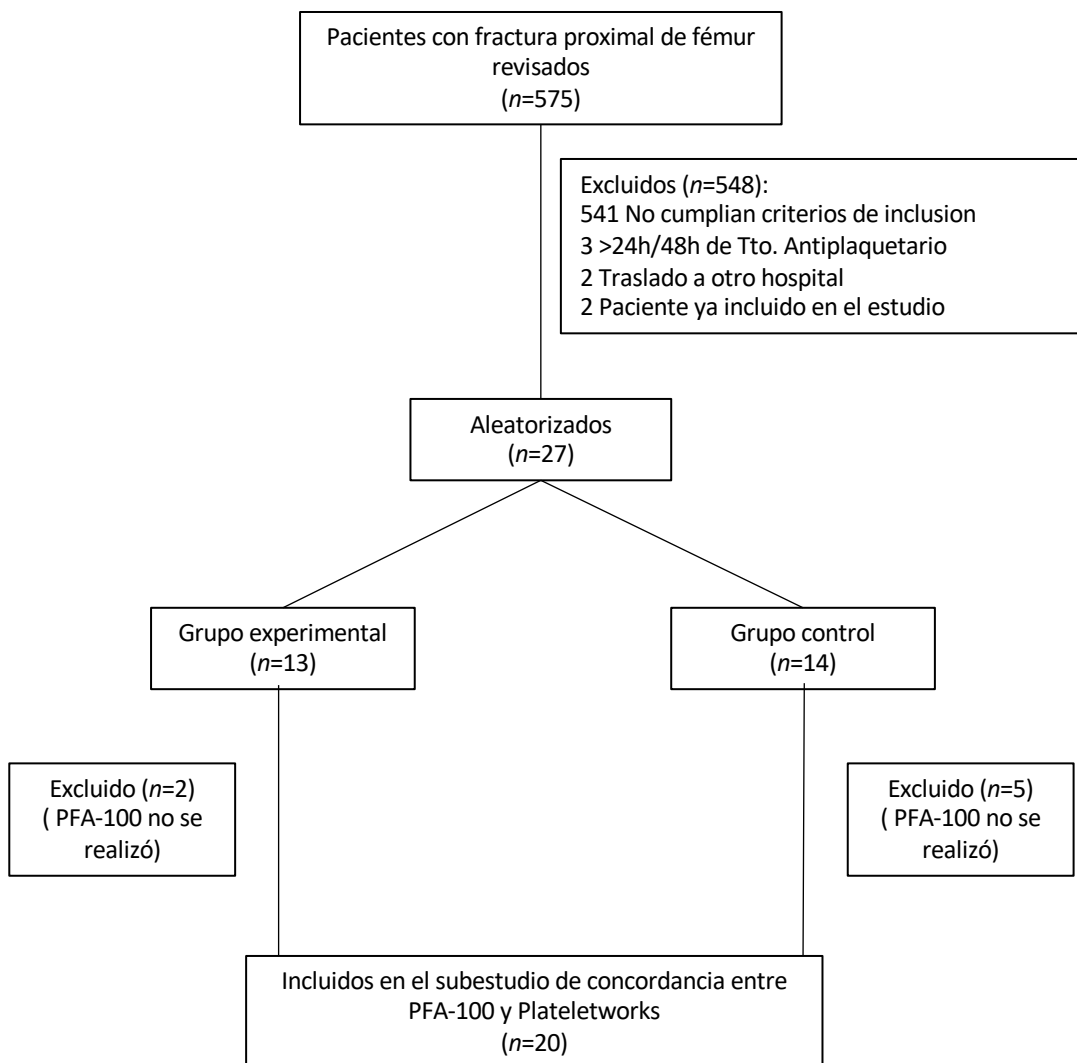 Pacientes con fractura proximal de fémur
revisados
(n=575)
Excluidos (n=548):
541 No cumplian criterios de inclusion
3 >24h/48h de Tto. Antiplaquetario
2 Traslado a otro hospital
2 Paciente ya incluido en el estudio
Aleatorizados
(n=27)
Grupo experimental
(n=13)
Grupo control
(n=14)
Excluido (n=2)
( PFA-100 no se
realizó)
Excluido (n=5)
( PFA-100 no se
realizó)
Incluidos en el subestudio de concordancia entre
PFA-100 y Plateletworks
(n=20)